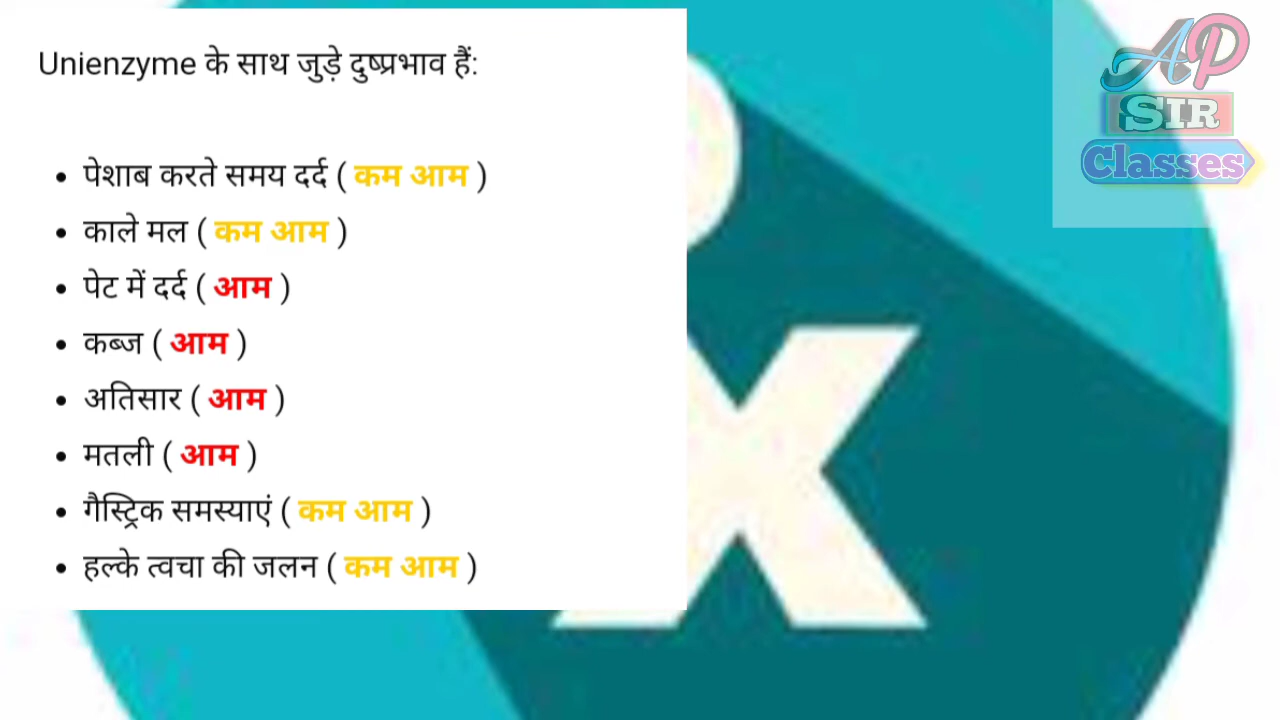 Unienzyme के साथ जुड़े दुष्प्रभाव हैं:
• पेशाब करते समय दर्द ( कम आम )
• काले मल ( कम आम )
• पेट में दर्द ( आम )
• कब्ज ( आम )
• अतिसार ( आम )
• मतली ( आम )
• गैस्ट्रिक समस्याएं ( कम आम )
• हल्के त्वचा की जलन ( कम आम )
AP
SIR
Classes
x